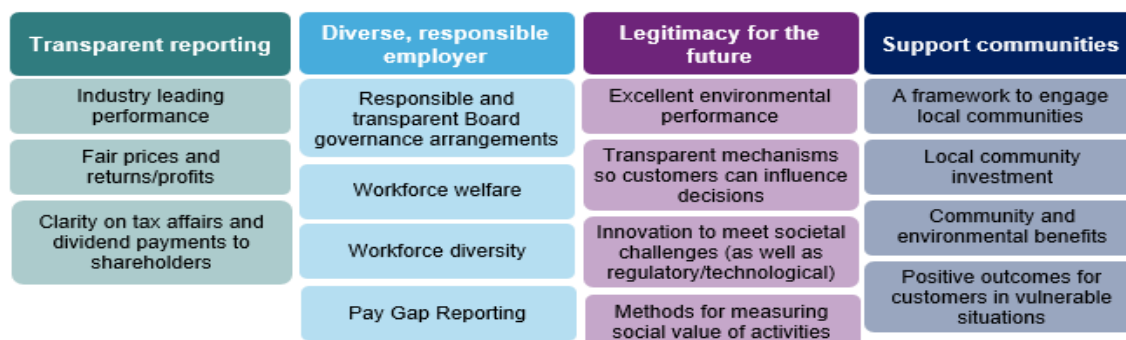 Transparent reporting
Industry leading
performance
Fair prices and
returns/profits
Clarity on tax affairs and
dividend payments to
shareholders
Diverse, responsible
employer
Responsible and
transparent Board
governance arrangements
Workforce welfare
Workforce diversity
Pay Gap Reporting
Legitimacy for the
future
Excellent environmental
performance
Transparent mechanisms
so customers can influence
decisions
Innovation to meet societal
challenges (as well as
regulatory/technological)
Methods for measuring
social value of activities
Support communities
A framework to engage
local communities
Local community
investment
Community and
environmental benefits
Positive outcomes for
customers in vulnerable
situations